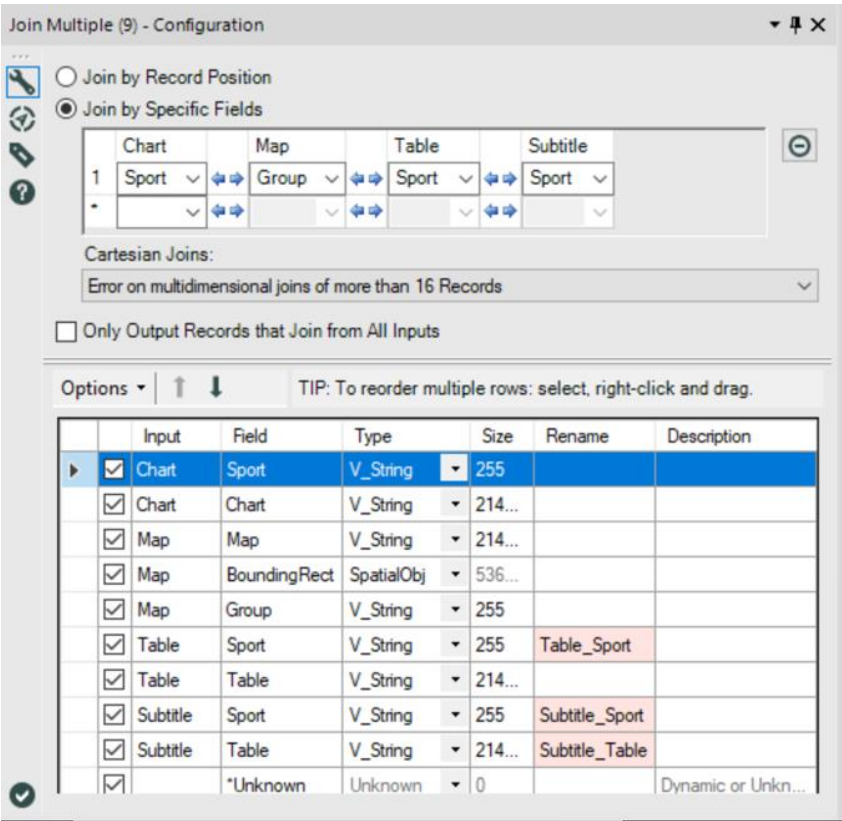 Join Multiple (9) - Configuration
Join by Record Position
Join by Specific Fields
Chart Map Table Subtitle
1 Sport Group Sport Sport
*
Cartesian Joins:
Error on multidimensional joins of more than 16 Records
Only Output Records that Join from All Inputs
Options TIP: To reorder multiple rows: select, right-click and drag.
Input Field Type Size Rename Description
Chart Sport V_String 255
Chart Chart V_String 214...
Map Map V_String 214...
Map BoundingRect SpatialObj 536...
Map Group V_String 255
Table Sport V_String 255 Table_Sport
Table Table V_String 214...
Subtitle Sport V_String 255 Subtitle_Sport
Subtitle Table V_String 214... Subtitle_Table
*Unknown Unknown 0 Dynamic or Unkn...